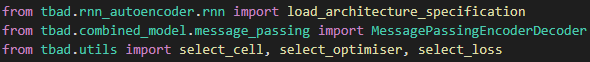 from tbad.rnn_autoencoder.rnn import load_architecture_specification
from tbad.combined_model.message_passing import MessagePassingEncoderDecoder
from tbad.utils import select_cell, select_optimiser, select_loss